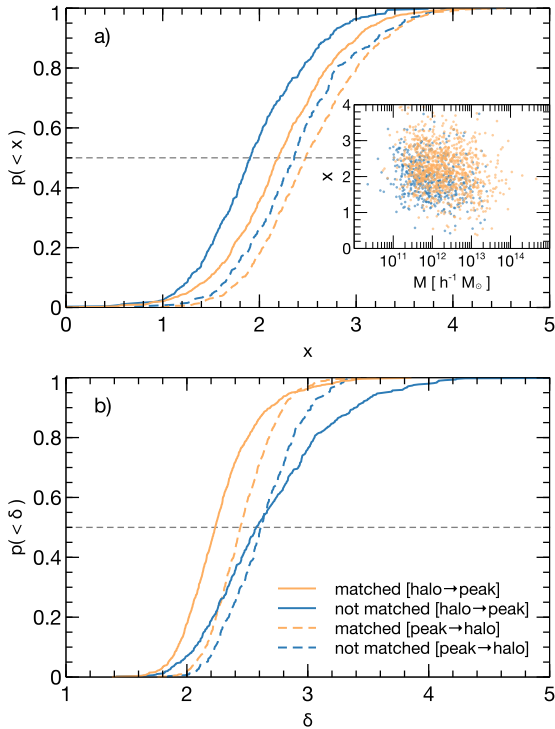 a)
1
0.8
0.6
0.4
0.2
0
p( < x )
0 1 2 3 4 5
x
4
3
2
1
0
x
10¹¹ 10¹² 10¹³ 10¹⁴
M [ h⁻¹ M☉ ]
b)
1
0.8
0.6
0.4
0.2
0
p( < δ )
matched [halo→peak]
not matched [halo→peak]
matched [peak→halo]
not matched [peak→halo]
1 2 3 4 5
δ